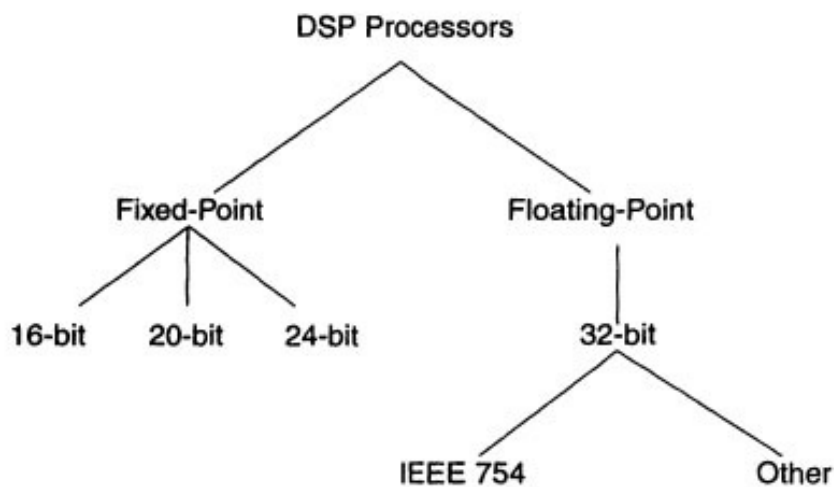 DSP Processors
Fixed-Point Floating-Point
16-bit 20-bit 24-bit 32-bit
IEEE 754 Other